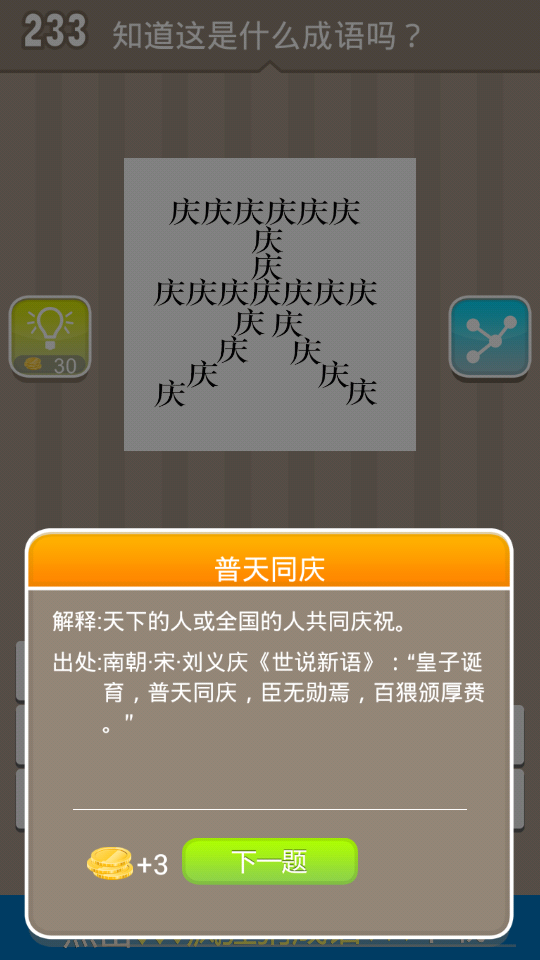 233 知道这是什么成语吗？
庆庆庆庆庆庆
庆
庆
庆庆庆庆庆庆庆
庆 庆
庆 庆
庆 庆
庆 庆
30
普天同庆
解释:天下的人或全国的人共同庆祝。
出处:南朝·宋·刘义庆《世说新语》：“皇子诞
育，普天同庆，臣无勋焉，百猥颁厚赉
。”
+3 下一题